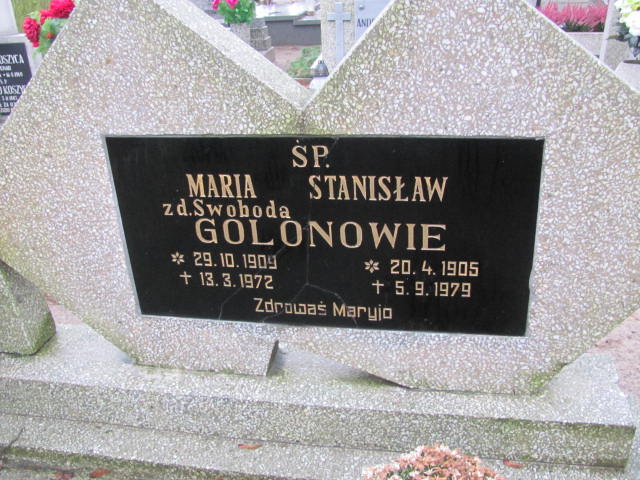 ŚP.
MARIA STANISŁAW
zd.Swoboda
GOLONOWIE
* 29.10.1909 * 20.4.1905
+ 13.3.1972 + 5.9.1979
Zdrowaś Maryjo